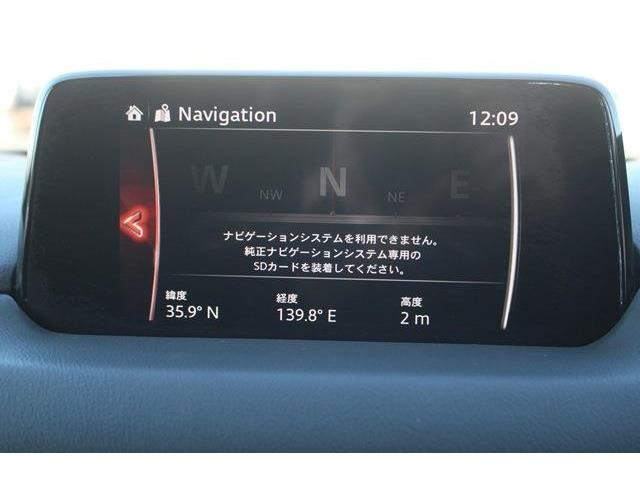 Navigation 12:09
W NW N NE E
ナビゲーションシステムを利用できません。
純正ナビゲーションシステム専用の
SDカードを装着してください。
緯度 経度 高度
35.9° N 139.8° E 2 m